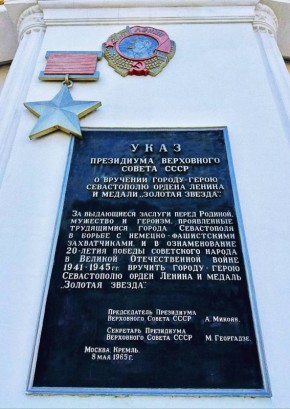 УКАЗ
ПРЕЗИДИУМА ВЕРХОВНОГО
СОВЕТА СССР
О ВРУЧЕНИИ ГОРОДУ-ГЕРОЮ
СЕВАСТОПОЛЮ ОРДЕНА ЛЕНИНА
И МЕДАЛИ „ЗОЛОТАЯ ЗВЕЗДА".
ЗА ВЫДАЮЩИЕСЯ ЗАСЛУГИ ПЕРЕД РОДИНОЙ,
МУЖЕСТВО И ГЕРОИЗМ, ПРОЯВЛЕННЫЕ
ТРУДЯЩИМИСЯ ГОРОДА СЕВАСТОПОЛЯ
В БОРЬБЕ С НЕМЕЦКО-ФАШИСТСКИМИ
ЗАХВАТЧИКАМИ, И В ОЗНАМЕНОВАНИЕ
20-ЛЕТИЯ ПОБЕДЫ СОВЕТСКОГО НАРОДА
В ВЕЛИКОЙ ОТЕЧЕСТВЕННОЙ ВОЙНЕ
1941-1945 ГГ. ВРУЧИТЬ ГОРОДУ-ГЕРОЮ
СЕВАСТОПОЛЮ ОРДЕН ЛЕНИНА И МЕДАЛЬ
„ЗОЛОТАЯ ЗВЕЗДА".
ПРЕДСЕДАТЕЛЬ ПРЕЗИДИУМА
ВЕРХОВНОГО СОВЕТА СССР А. МИКОЯН.
СЕКРЕТАРЬ ПРЕЗИДИУМА
ВЕРХОВНОГО СОВЕТА СССР М. ГЕОРГАДЗЕ.
МОСКВА. КРЕМЛЬ.
8 МАЯ 1965 Г.